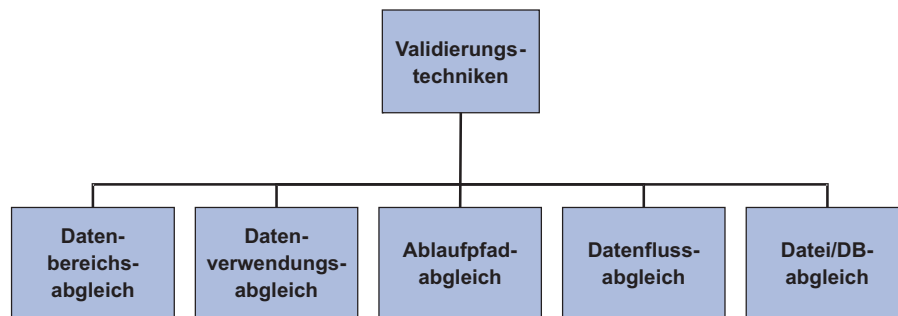 Validierungs-
techniken
Daten-
bereichs-
abgleich
Daten-
verwendungs-
abgleich
Ablaufpfad-
abgleich
Datenfluss-
abgleich
Datei/DB-
abgleich